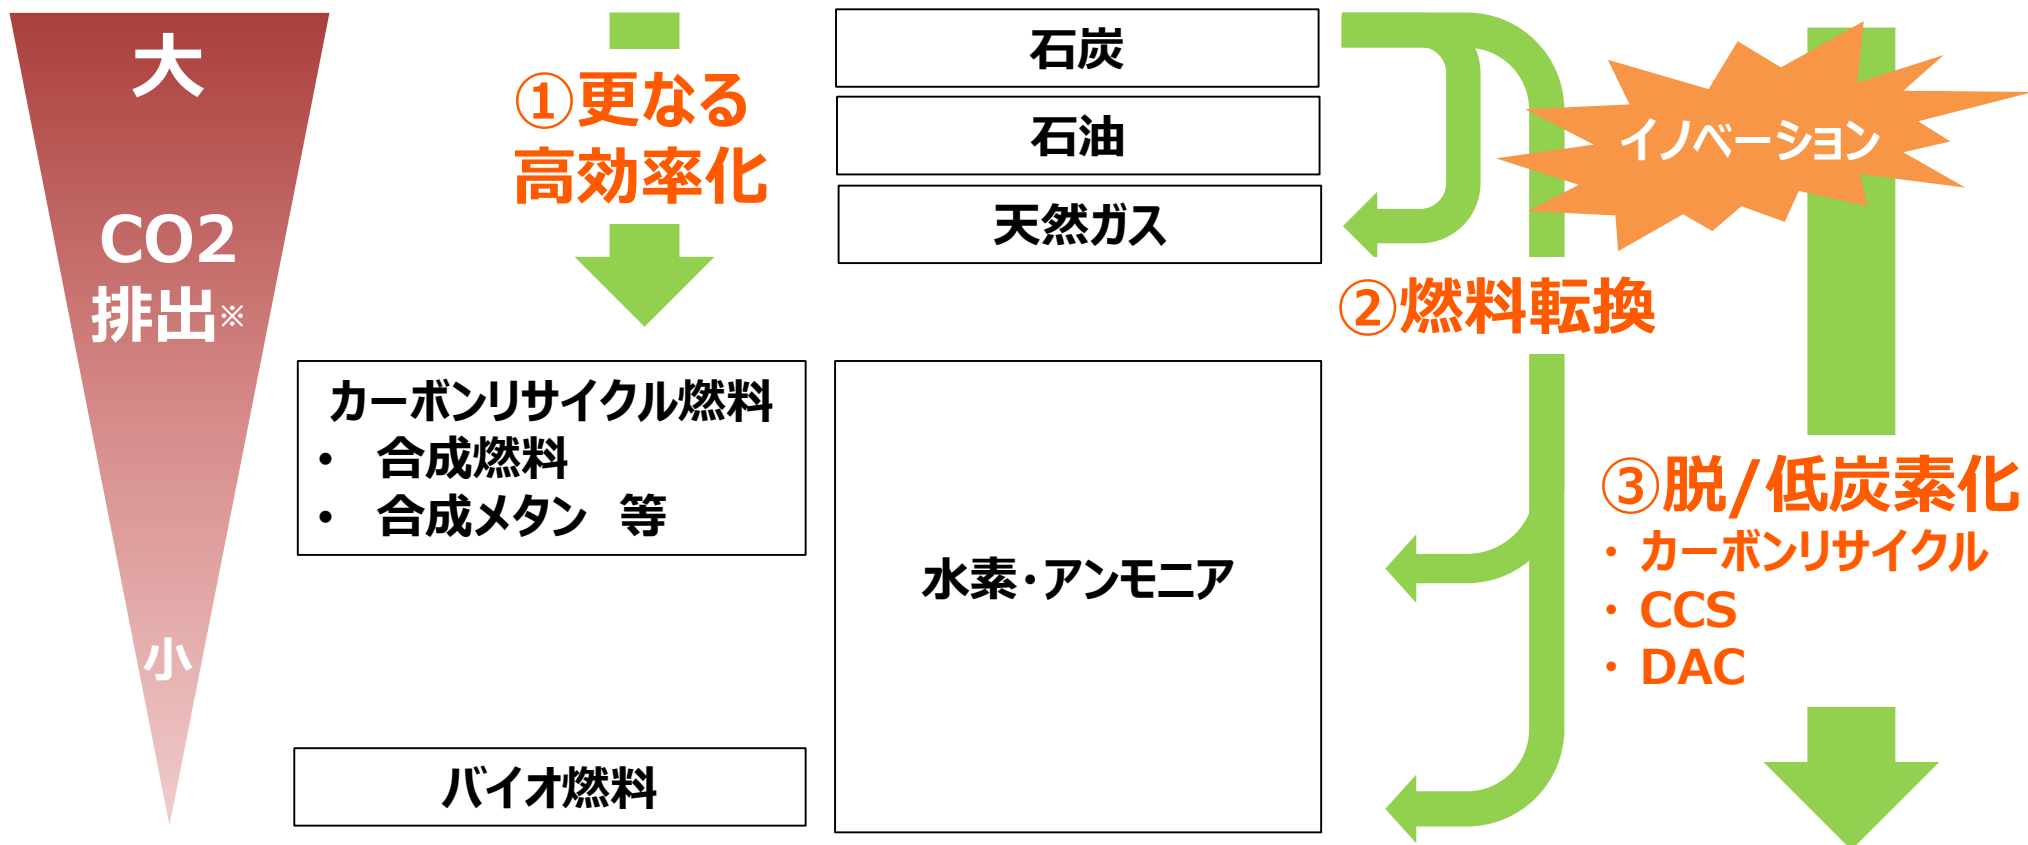 大
CO2
排出※
小
①更なる
高効率化
石炭
石油
天然ガス
カーボンリサイクル燃料
• 合成燃料
• 合成メタン 等
水素・アンモニア
バイオ燃料
イノベーション
②燃料転換
③脱/低炭素化
・カーボンリサイクル
・CCS
・DAC